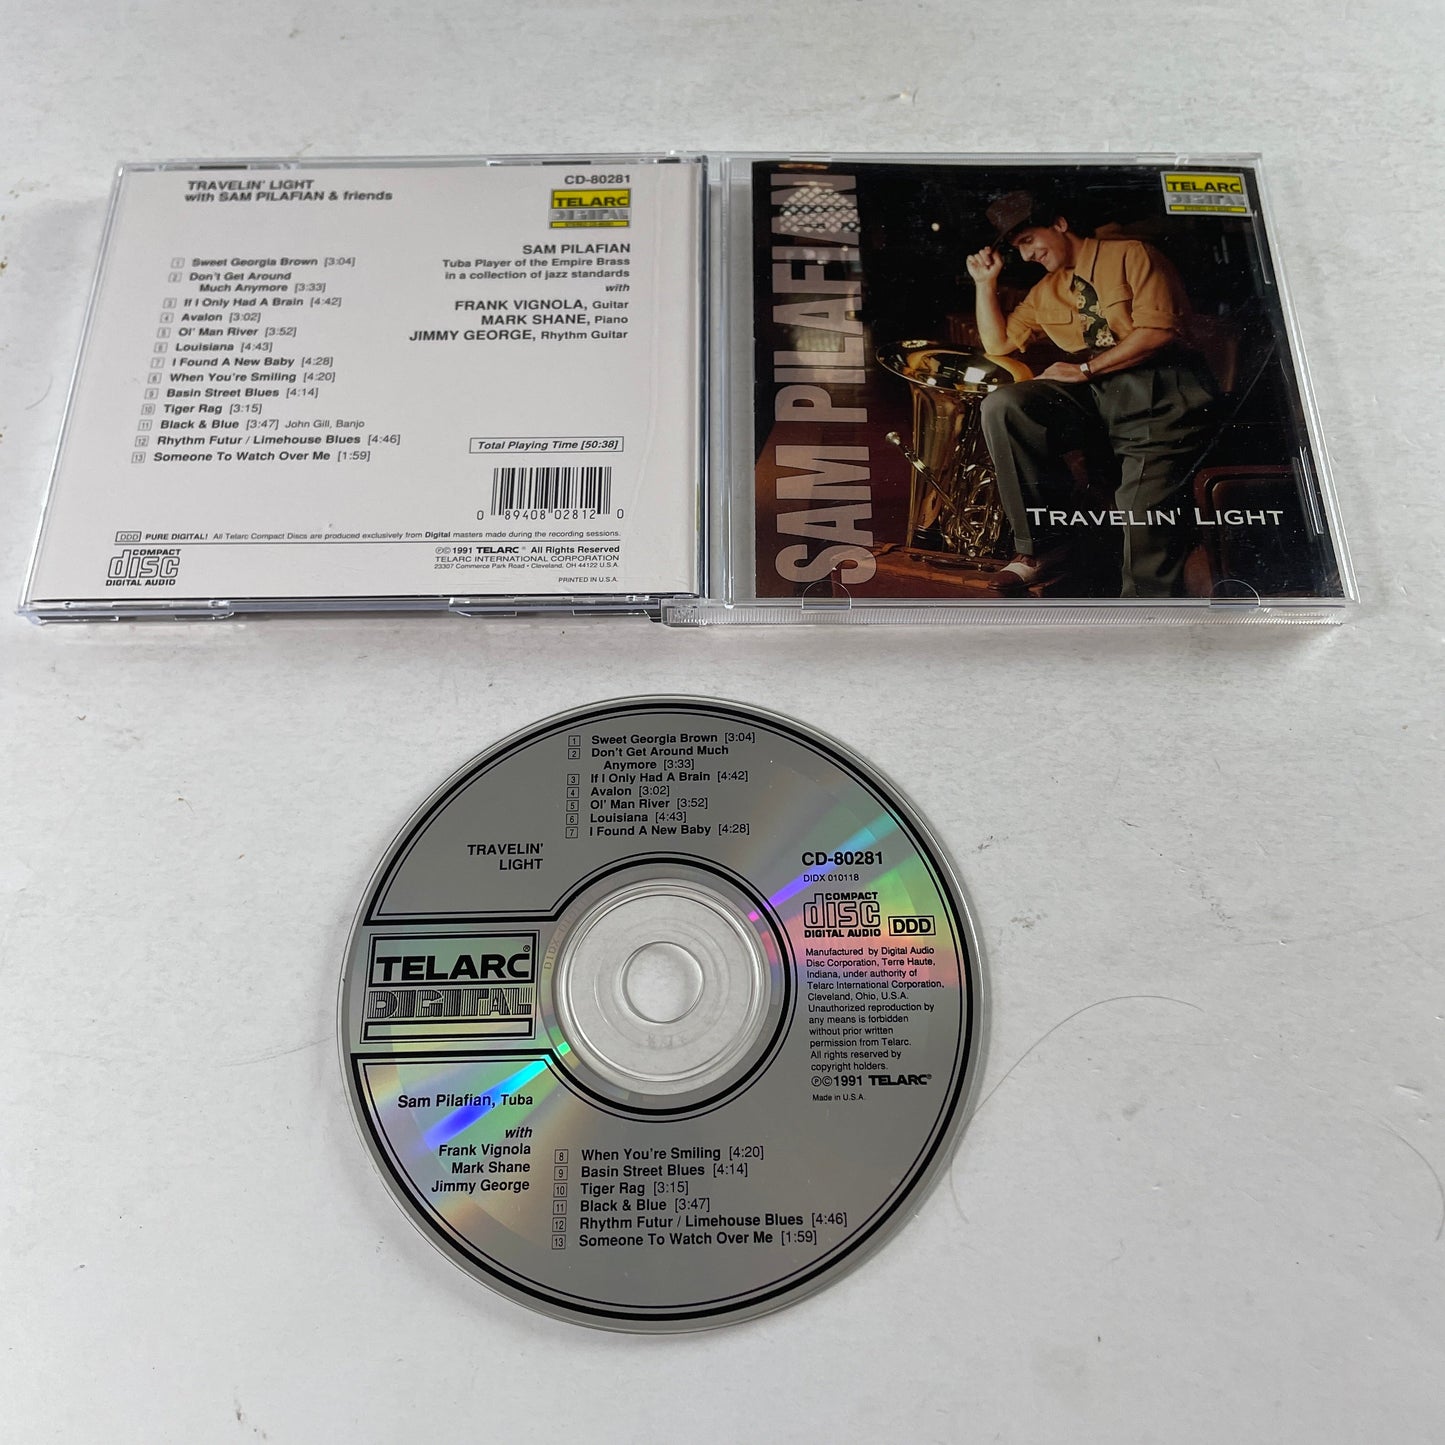 TRAVELIN' LIGHT
with SAM PILAFIAN & friends
1 Sweet Georgia Brown [3:04]
2 Don't Get Around
Much Anymore [3:33]
3 If I Only Had A Brain [4:42]
4 Avalon [3:02]
5 Ol' Man River [3:52]
6 Louisiana [4:43]
7 I Found A New Baby [4:28]
8 When You're Smiling [4:20]
9 Basin Street Blues [4:14]
10 Tiger Rag [3:15]
11 Black & Blue [3:47] John Gill, Banjo
12 Rhythm Futur / Limehouse Blues [4:46]
13 Someone To Watch Over Me [1:59]
CD-80281
TELARC
DIGITAL
SAM PILAFIAN
Tuba Player of the Empire Brass
in a collection of jazz standards
with
FRANK VIGNOLA, Guitar
MARK SHANE, Piano
JIMMY GEORGE, Rhythm Guitar
Total Playing Time [50:38]
0 89408 02812 0
DDD PURE DIGITAL! All Telarc Compact Discs are produced exclusively from Digital masters made during the recording sessions.
COMPACT
disc
DIGITAL AUDIO
℗©1991 TELARC® All Rights Reserved
TELARC INTERNATIONAL CORPORATION
23307 Commerce Park Road • Cleveland, OH 44122 U.S.A.
PRINTED IN U.S.A.
SAM PILAFIAN
TELARC
DIGITAL
TRAVELIN' LIGHT
1 Sweet Georgia Brown [3:04]
2 Don't Get Around Much
Anymore [3:33]
3 If I Only Had A Brain [4:42]
4 Avalon [3:02]
5 Ol' Man River [3:52]
6 Louisiana [4:43]
7 I Found A New Baby [4:28]
TRAVELIN'
LIGHT
TELARC®
DIGITAL
CD-80281
DIDX 010118
COMPACT
disc
DIGITAL AUDIO
DDD
Manufactured by Digital Audio
Disc Corporation, Terre Haute,
Indiana, under authority of
Telarc International Corporation,
Cleveland, Ohio, U.S.A.
Unauthorized reproduction by
any means is forbidden
without prior written
permission from Telarc.
All rights reserved by
copyright holders.
℗©1991 TELARC®
Made in U.S.A.
Sam Pilafian, Tuba
with
Frank Vignola
Mark Shane
Jimmy George
8 When You're Smiling [4:20]
9 Basin Street Blues [4:14]
10 Tiger Rag [3:15]
11 Black & Blue [3:47]
12 Rhythm Futur / Limehouse Blues [4:46]
13 Someone To Watch Over Me [1:59]